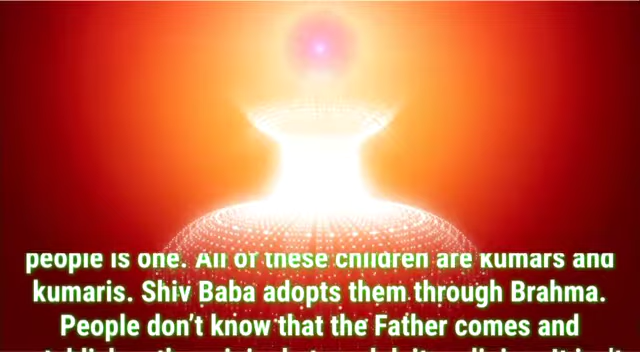 people is one. All of these children are kumars and
kumaris. Shiv Baba adopts them through Brahma.
People don't know that the Father comes and